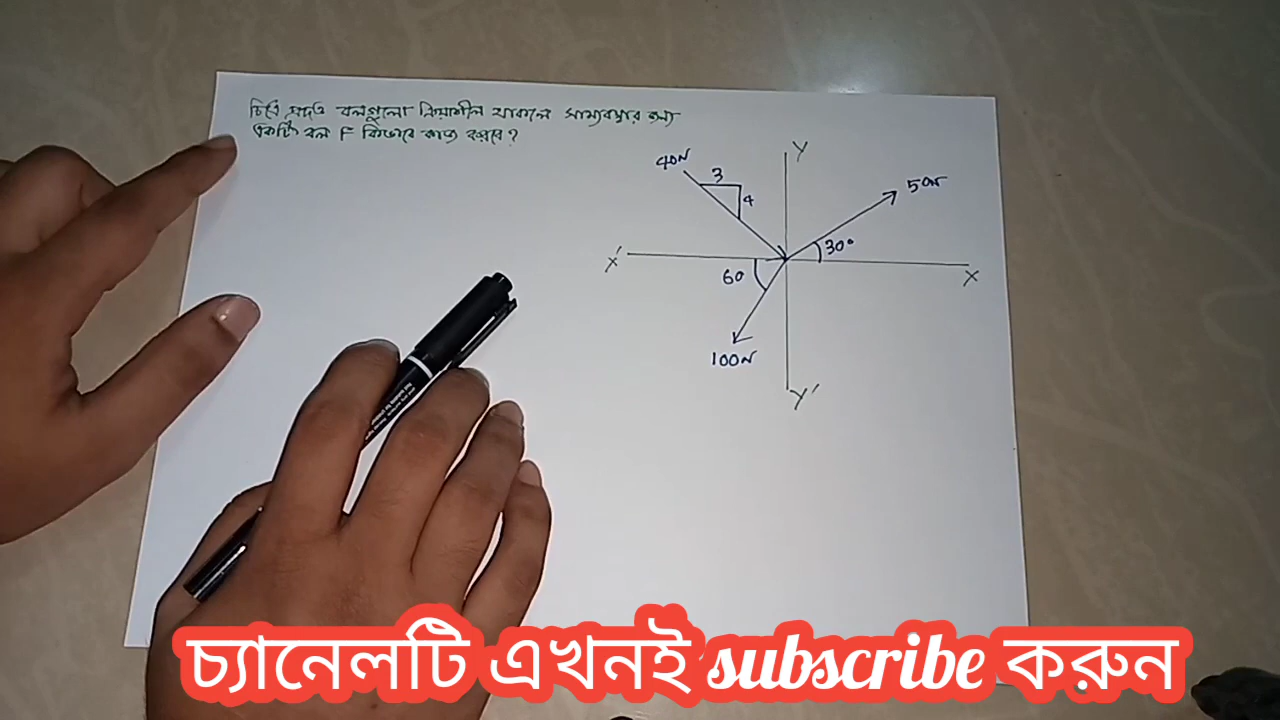 চিত্রে প্রদত্ত বলগুলো ক্রিয়াশীল থাকলে সাম্যবস্থার জন্য
একটি বল F কিভাবে কাজ করবে?
Y
40N
3
4
50N
30°
X'
X
60
100N
Y'
চ্যানেলটি এখনই subscribe করুন